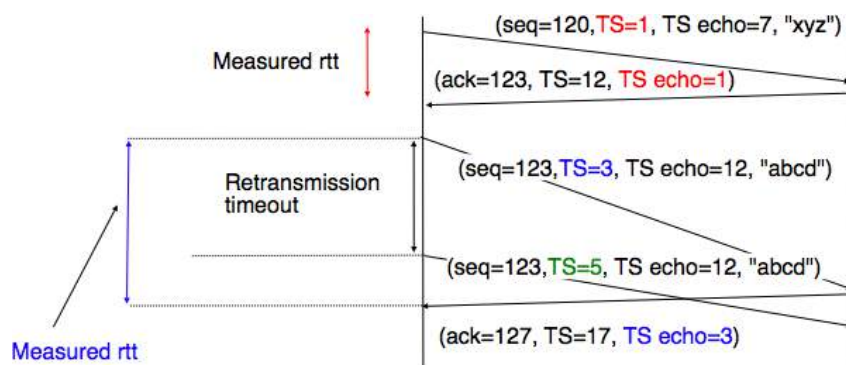 (seq=120,TS=1, TS echo=7, "xyz")
Measured rtt
(ack=123, TS=12, TS echo=1)
(seq=123,TS=3, TS echo=12, "abcd")
Retransmission
timeout
(seq=123,TS=5, TS echo=12, "abcd")
(ack=127, TS=17, TS echo=3)
Measured rtt